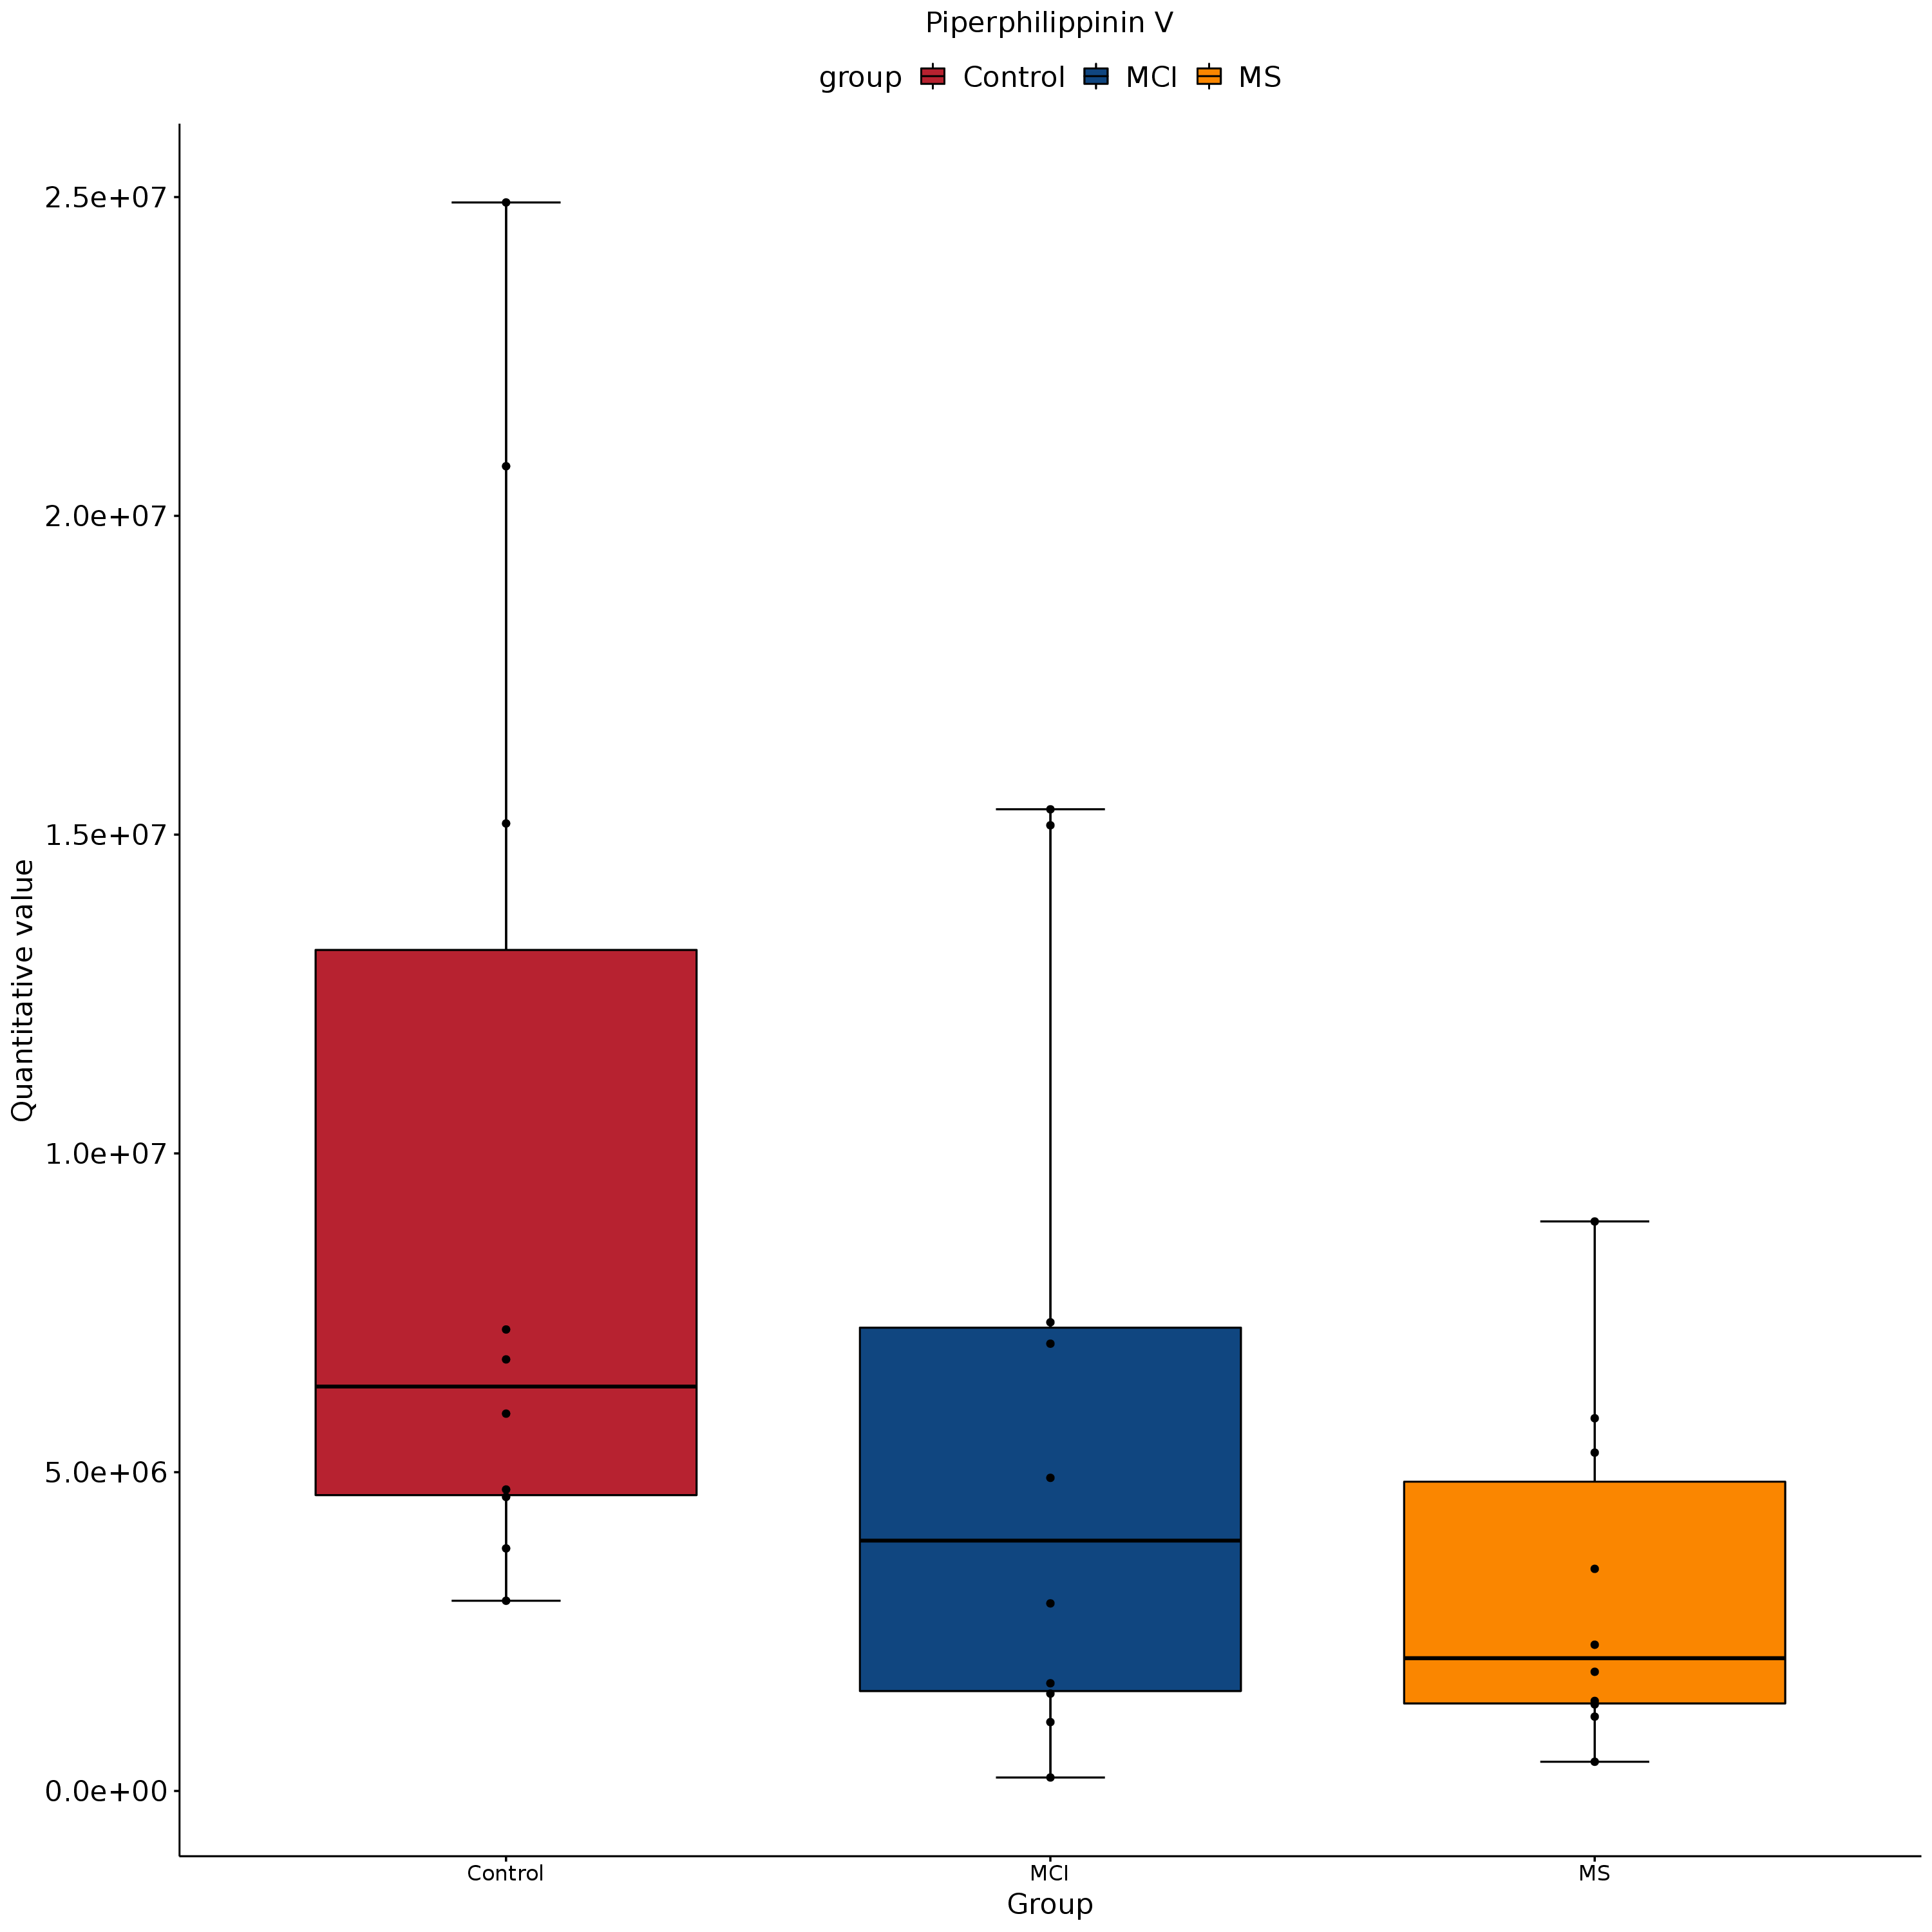 Piperphilippinin V
group Control MCI MS
Quantitative value
2.5e+07
2.0e+07
1.5e+07
1.0e+07
5.0e+06
0.0e+00
Control MCI MS
Group